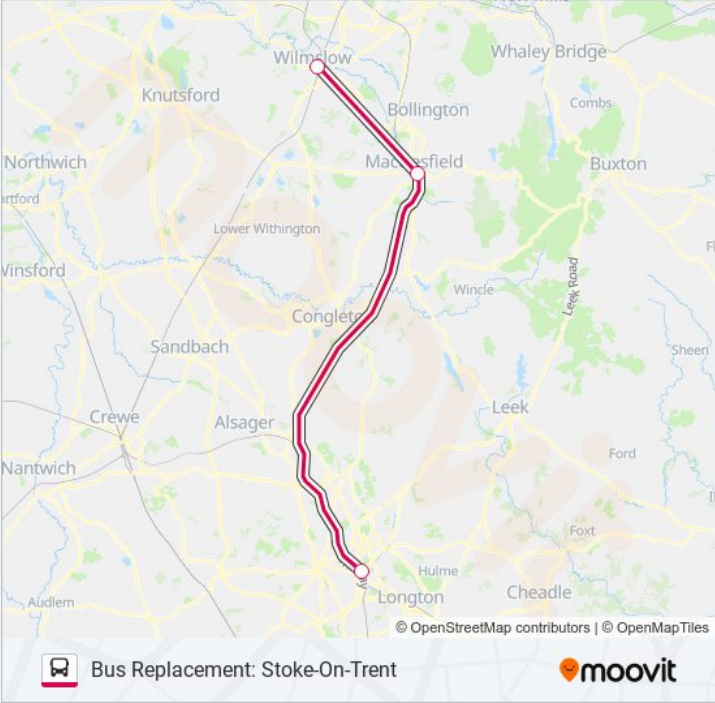 Wilmslow
Whaley Bridge
Knutsford
Combs
Bollington
Northwich
Macclesfield
Buxton
artford
Lower Withington
Winsford
Wincle
Leek Road
Congleton
Sandbach
Sheen
Crewe
Alsager
Leek
Nantwich
Ford
Foxt
Hulme
Cheadle
Audlem
Longton
© OpenStreetMap contributors | © OpenMapTiles
Bus Replacement: Stoke-On-Trent
moovit